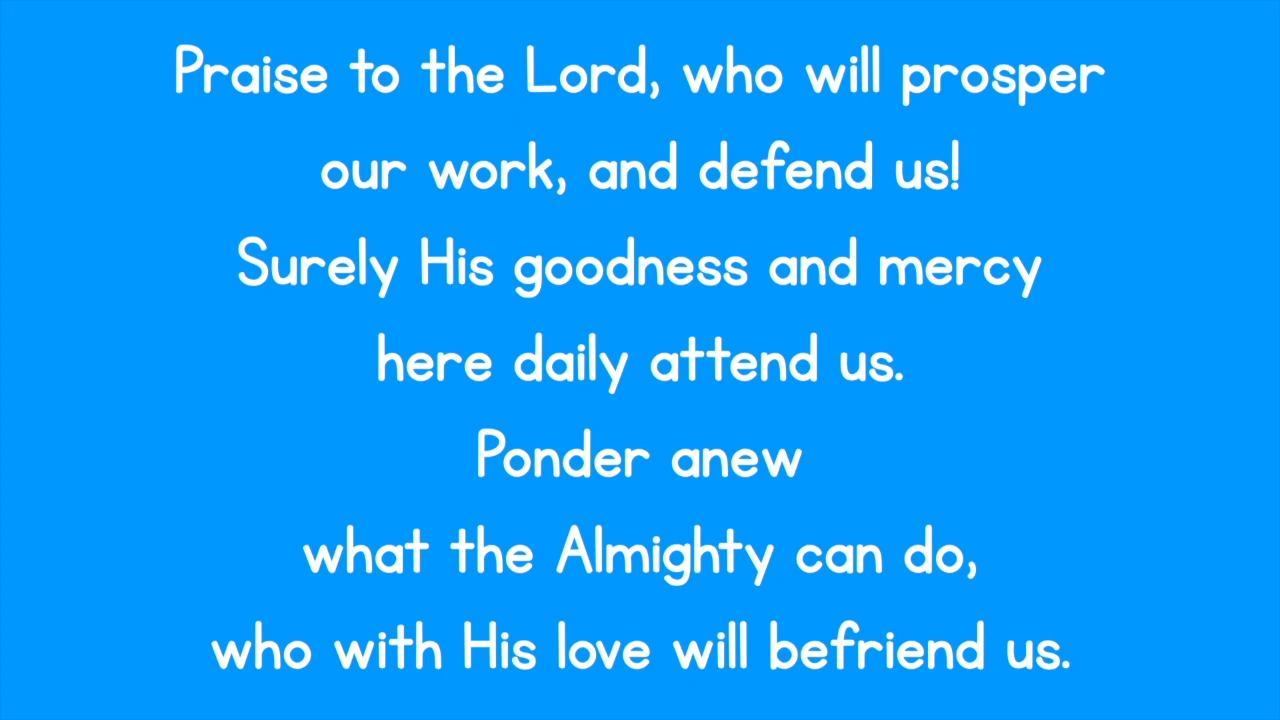 Praise to the Lord, who will prosper
our work, and defend us!
Surely His goodness and mercy
here daily attend us.
Ponder anew
what the Almighty can do,
who with His love will befriend us.